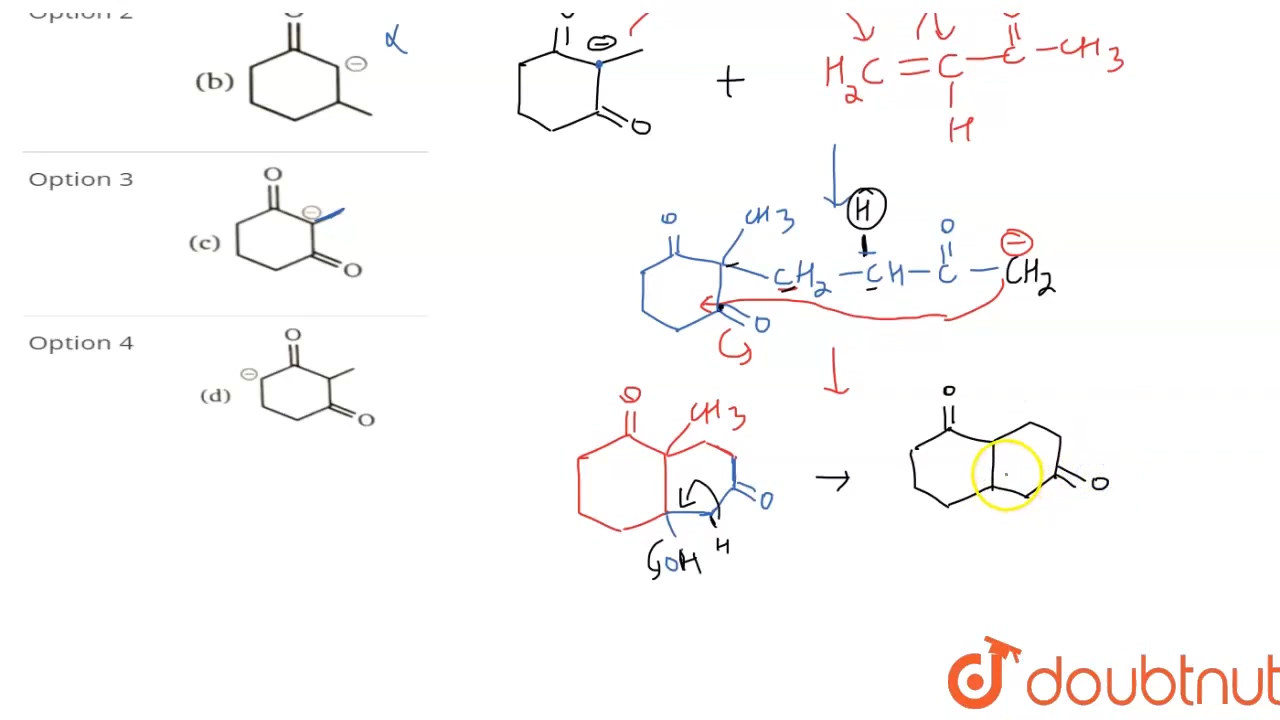 Option 2
O
O
(b)
⊖
α
⊖
O
+
H₂C=C-C-CH3
O
H
Option 3
O
(c)
⊖
O
H
O
CH3
CH₂-CH-C-CH₂
O
⊖
O
Option 4
O
⊖
(d)
O
O
CH3
O
OH
H
→
O
O
doubtnut